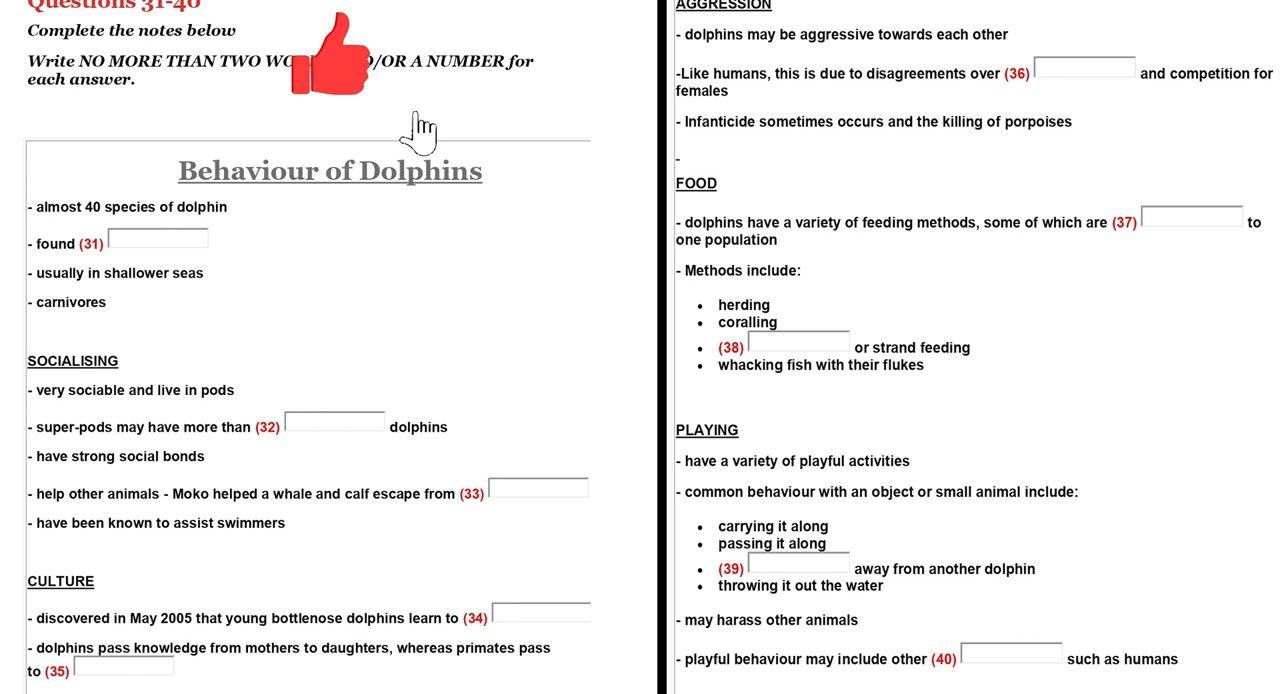 Questions 31-40
Complete the notes below
Write NO MORE THAN TWO /OR A NUMBER for
each answer.
Behaviour of Dolphins
- almost 40 species of dolphin
- found (31)
- usually in shallower seas
- carnivores
SOCIALISING
- very sociable and live in pods
- super-pods may have more than (32) dolphins
- have strong social bonds
- help other animals - Moko helped a whale and calf escape from (33)
- have been known to assist swimmers
CULTURE
- discovered in May 2005 that young bottlenose dolphins learn to (34)
- dolphins pass knowledge from mothers to daughters, whereas primates pass
to (35)
AGGRESSION
- dolphins may be aggressive towards each other
-Like humans, this is due to disagreements over (36) and competition for
females
- Infanticide sometimes occurs and the killing of porpoises
-
FOOD
- dolphins have a variety of feeding methods, some of which are (37) to
one population
- Methods include:
• herding
• coralling
• (38) or strand feeding
• whacking fish with their flukes
PLAYING
- have a variety of playful activities
- common behaviour with an object or small animal include:
• carrying it along
• passing it along
• (39) away from another dolphin
• throwing it out the water
- may harass other animals
- playful behaviour may include other (40) such as humans